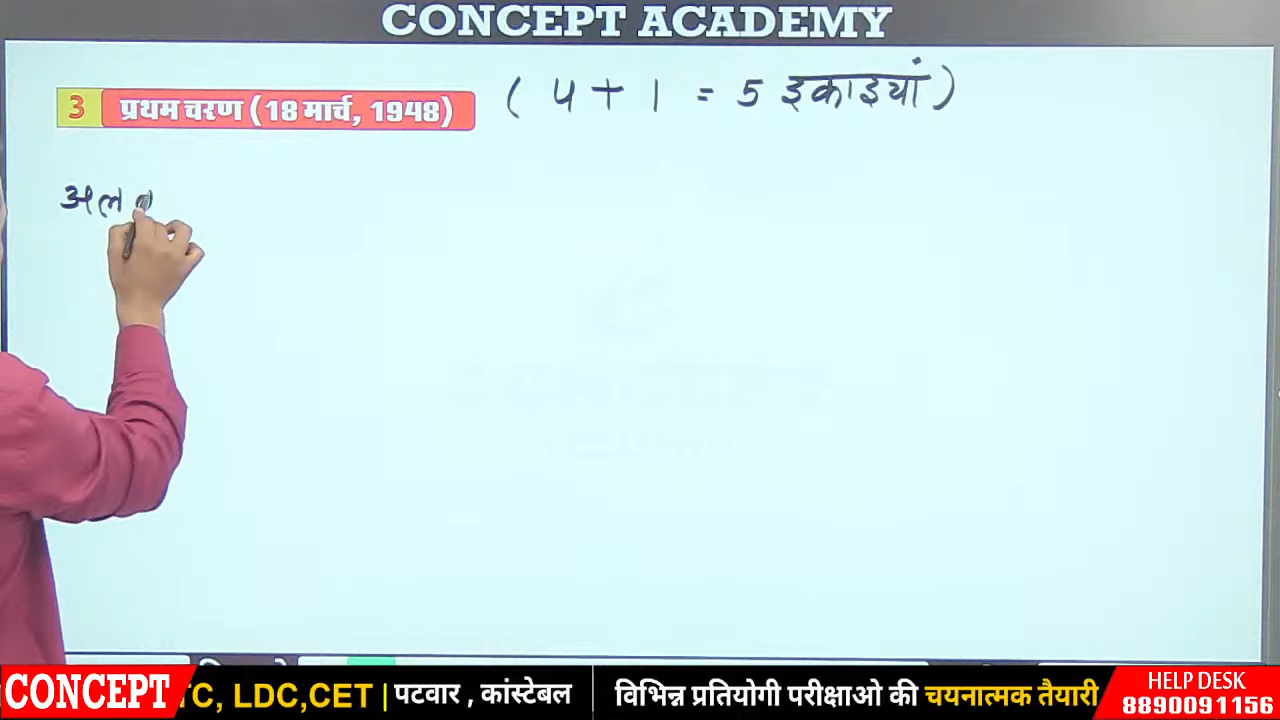 CONCEPT ACADEMY
3 प्रथम चरण (18 मार्च, 1948) ( 4 + 1 = 5 इकाइयां )
अल
CONCEPT TC, LDC,CET | पटवार , कांस्टेबल विभिन्न प्रतियोगी परीक्षाओ की चयनात्मक तैयारी HELP DESK
8890091156